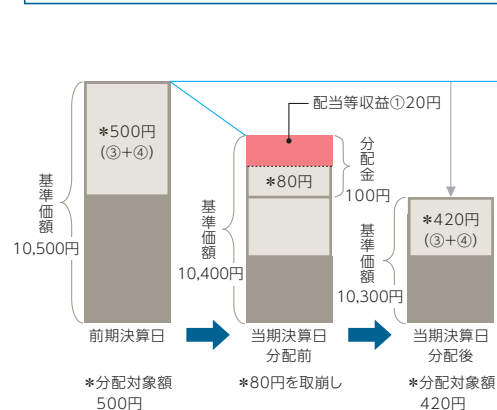 配当等収益①20円
*500円
(③+④)
分配金
100円
*80円
基準価額
10,500円
基準価額
10,400円
基準価額
10,300円
*420円
(③+④)
前期決算日
当期決算日
分配前
当期決算日
分配後
*分配対象額
500円
*80円を取崩し
*分配対象額
420円